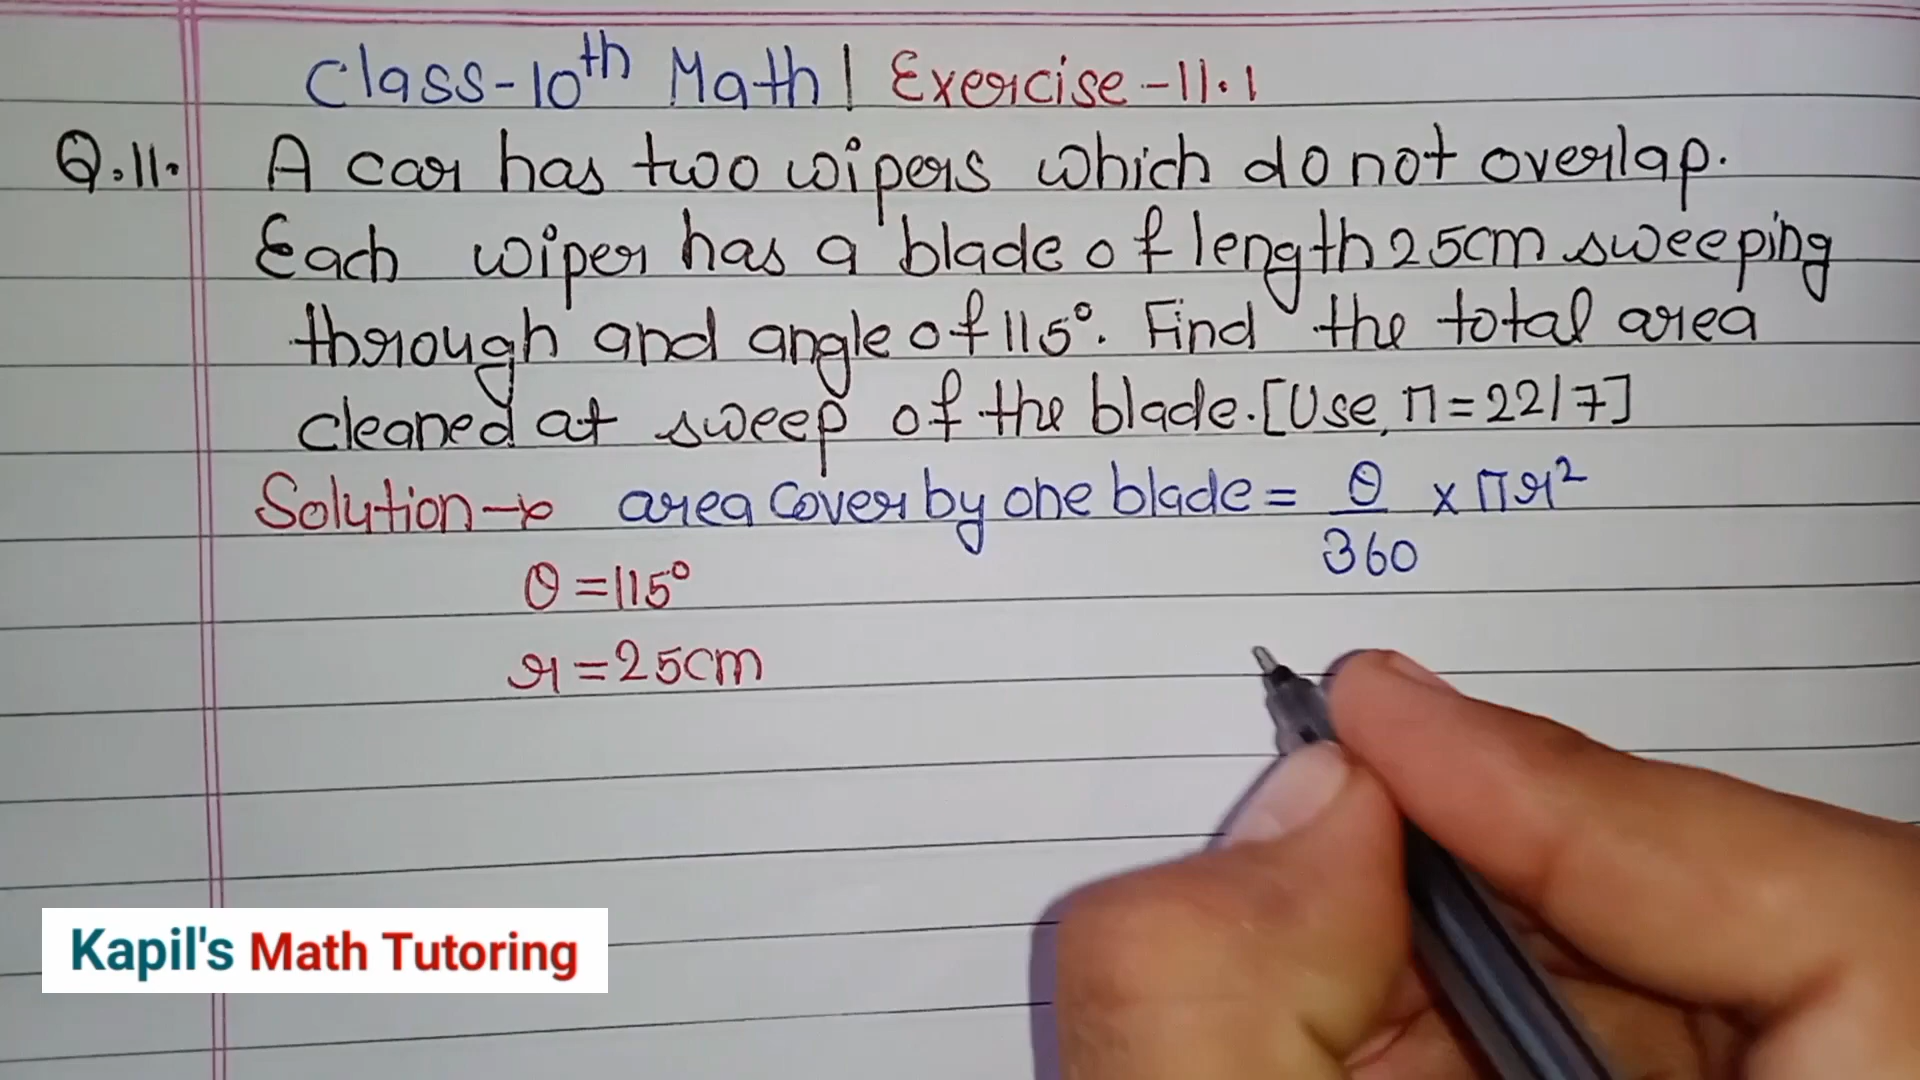 Class-10th Math | Exercise-11.1
Q.11. A car has two wipers which do not overlap.
Each wiper has a blade of length 25cm sweeping
through and angle of 115°. Find the total area
cleaned at sweep of the blade.[Use, π=22/7]
Solution→ area cover by one blade = θ/360 × πr²
θ=115°
r=25cm
Kapil's Math Tutoring